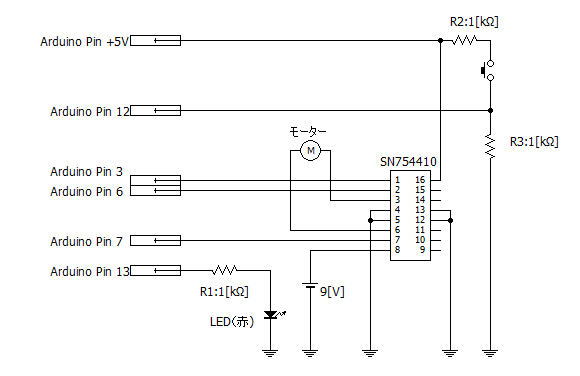 R2:1[kΩ]
Arduino Pin +5V
Arduino Pin 12
R3:1[kΩ]
モーター
M
SN754410
Arduino Pin 3
1 16
Arduino Pin 6
2 15
3 14
4 13
5 12
6 11
Arduino Pin 7
7 10
8 9
Arduino Pin 13
R1:1[kΩ]
9[V]
LED(赤)